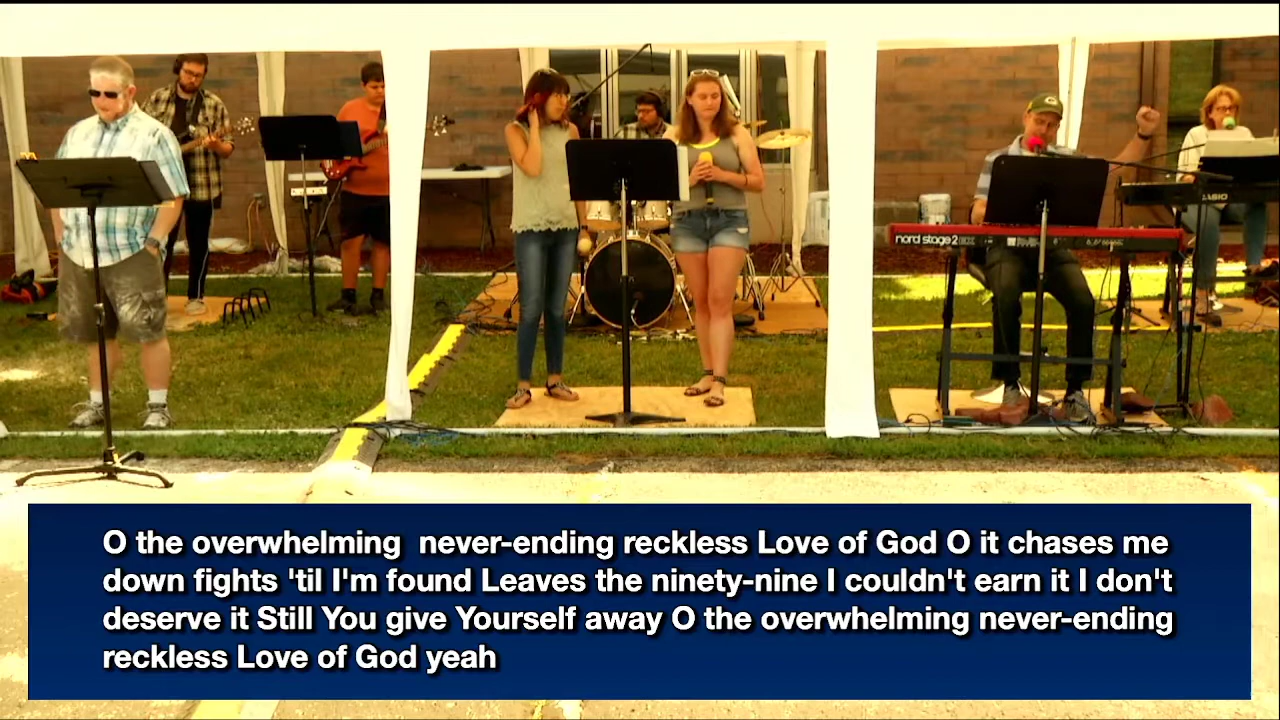 nord stage 2 EX
CASIO
O the overwhelming  never-ending reckless Love of God O it chases me
down fights 'til I'm found Leaves the ninety-nine I couldn't earn it I don't
deserve it Still You give Yourself away O the overwhelming never-ending
reckless Love of God yeah